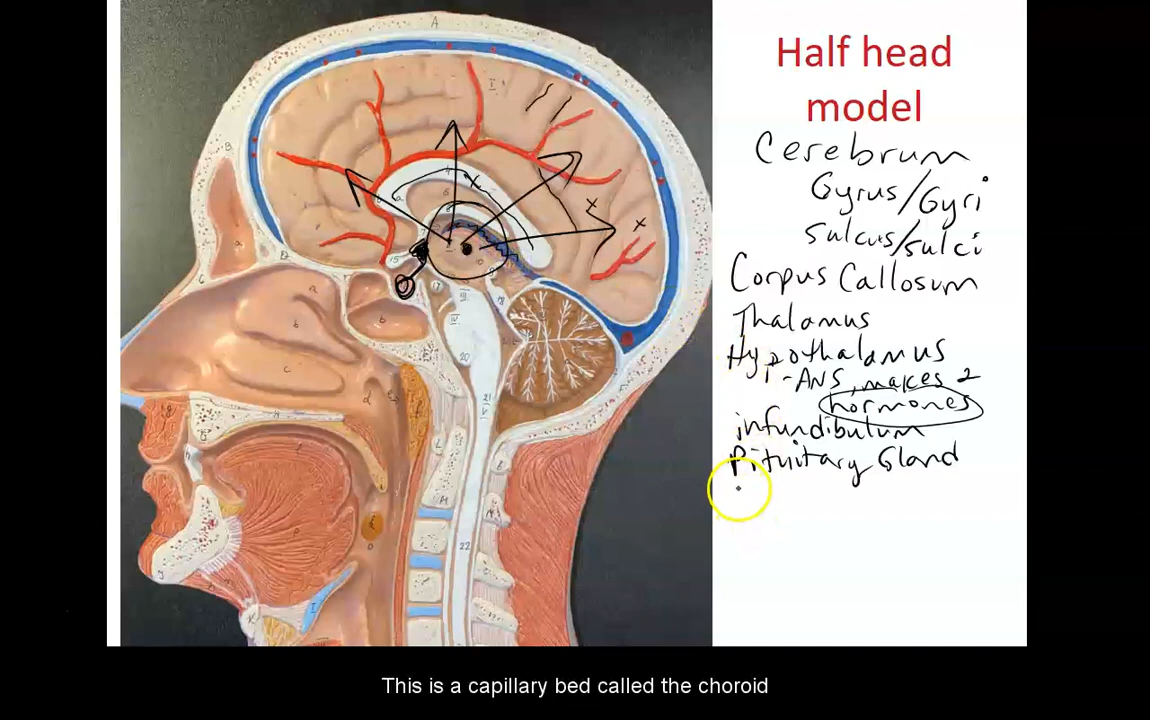 Half head
model
Cerebrum
Gyrus/Gyri
Sulcus/sulci
Corpus Callosum
Thalamus
Hypothalamus
-ANS, makes 2
hormones
infundibulum
Pituitary Gland
This is a capillary bed called the choroid